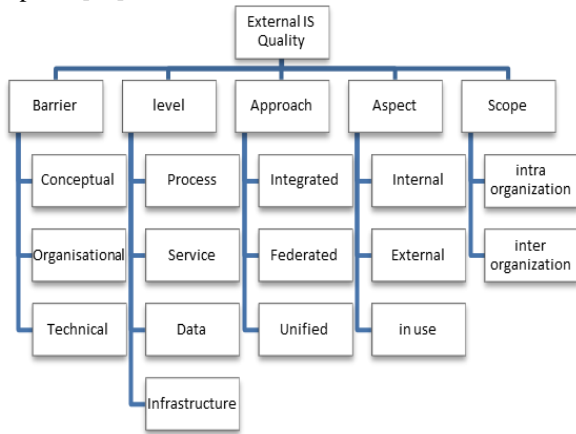 External IS
Quality
Barrier
level
Approach
Aspect
Scope
Conceptual
Process
Integrated
Internal
intra
organization
Organisational
Service
Federated
External
inter
organization
Technical
Data
Unified
in use
Infrastructure